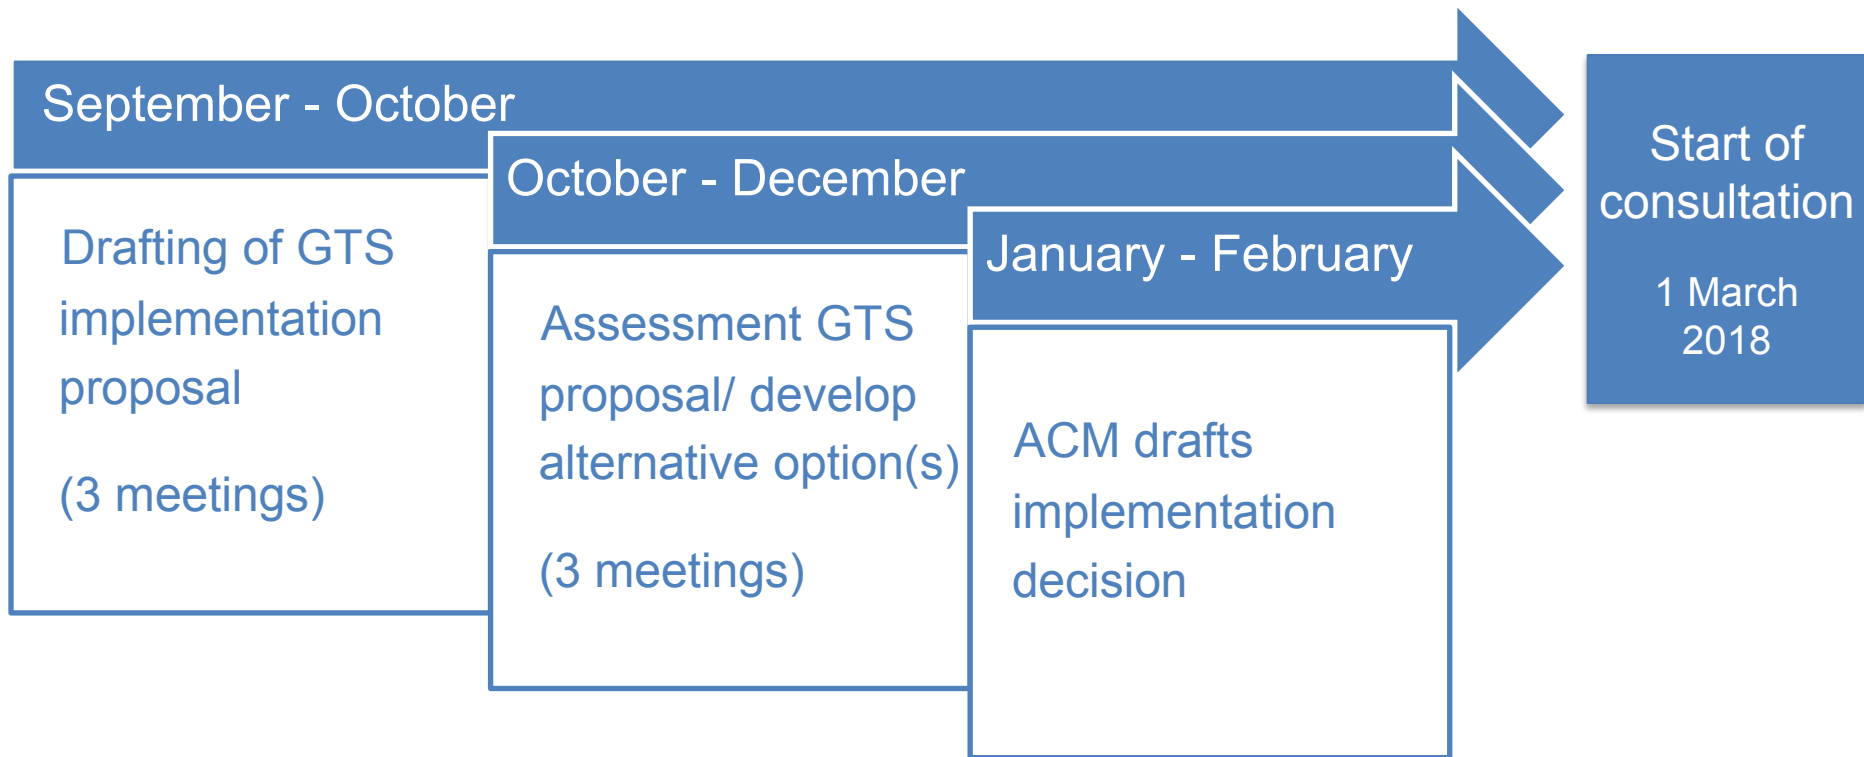 September - October
Drafting of GTS
implementation
proposal
(3 meetings)
October - December
Assessment GTS
proposal/ develop
alternative option(s)
(3 meetings)
January - February
ACM drafts
implementation
decision
Start of
consultation
1 March
2018